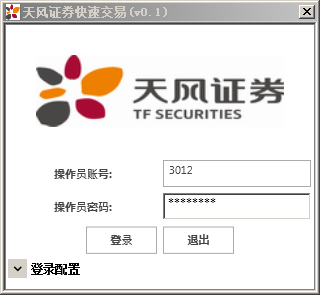 天风证券快速交易(v0.1)
天风证券
TF SECURITIES
操作员账号: 3012
操作员密码: ********
登录 退出
登录配置